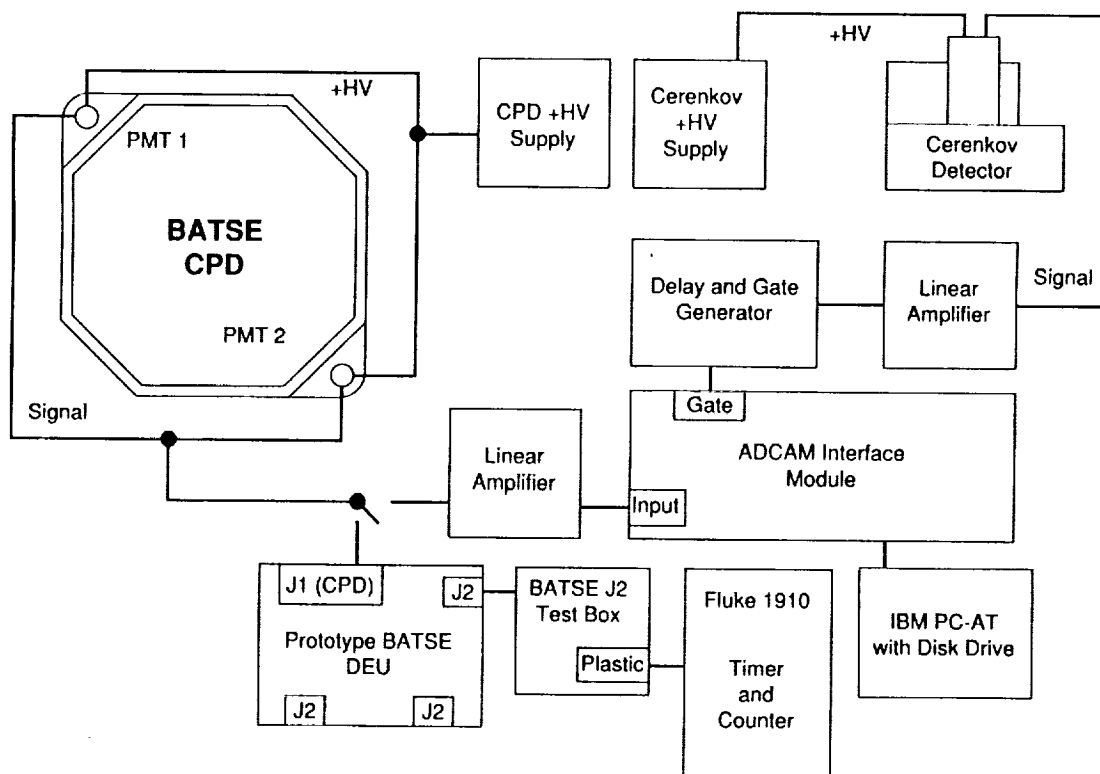 +HV
PMT 1
BATSE
CPD
PMT 2
Signal
CPD +HV
Supply
Cerenkov
+HV
Supply
+HV
Cerenkov
Detector
Delay and Gate
Generator
Linear
Amplifier
Signal
Gate
ADCAM Interface
Module
Input
Linear
Amplifier
J1 (CPD)
J2
Prototype BATSE
DEU
J2
J2
BATSE J2
Test Box
Plastic
Fluke 1910
Timer
and
Counter
IBM PC-AT
with Disk Drive